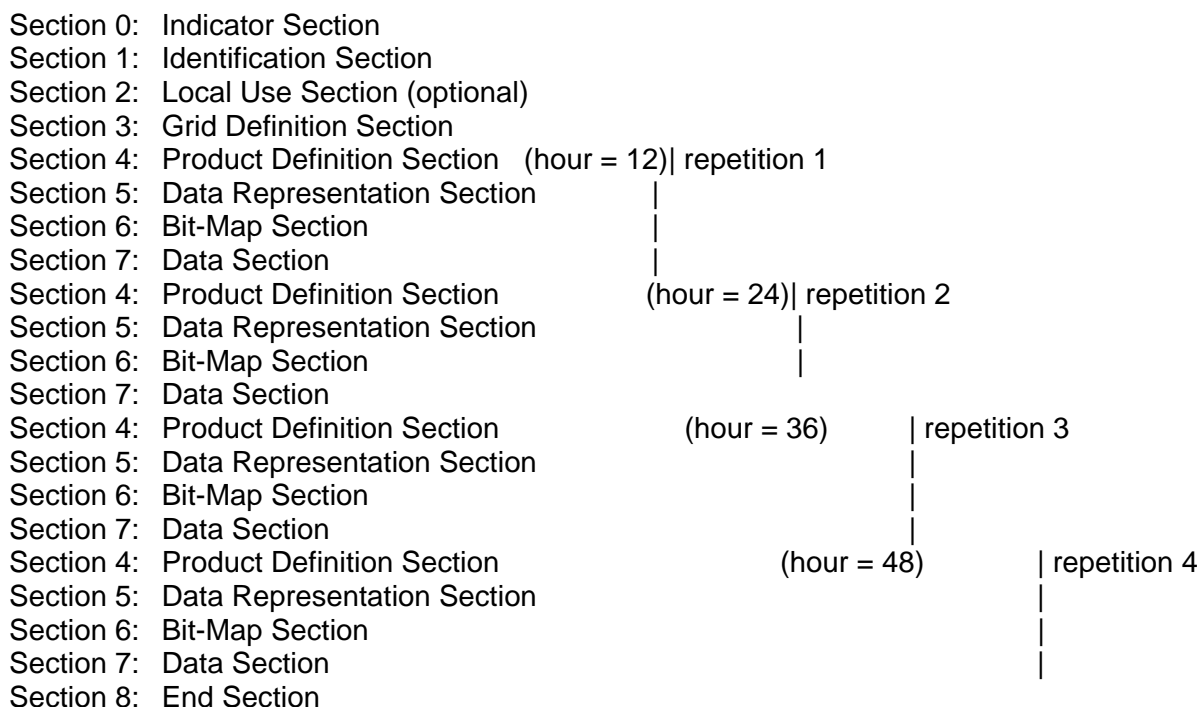 Section 0: Indicator Section
Section 1: Identification Section
Section 2: Local Use Section (optional)
Section 3: Grid Definition Section
Section 4: Product Definition Section (hour = 12)| repetition 1
Section 5: Data Representation Section |
Section 6: Bit-Map Section |
Section 7: Data Section |
Section 4: Product Definition Section (hour = 24)| repetition 2
Section 5: Data Representation Section |
Section 6: Bit-Map Section |
Section 7: Data Section
Section 4: Product Definition Section (hour = 36) | repetition 3
Section 5: Data Representation Section |
Section 6: Bit-Map Section |
Section 7: Data Section |
Section 4: Product Definition Section (hour = 48) | repetition 4
Section 5: Data Representation Section |
Section 6: Bit-Map Section |
Section 7: Data Section |
Section 8: End Section